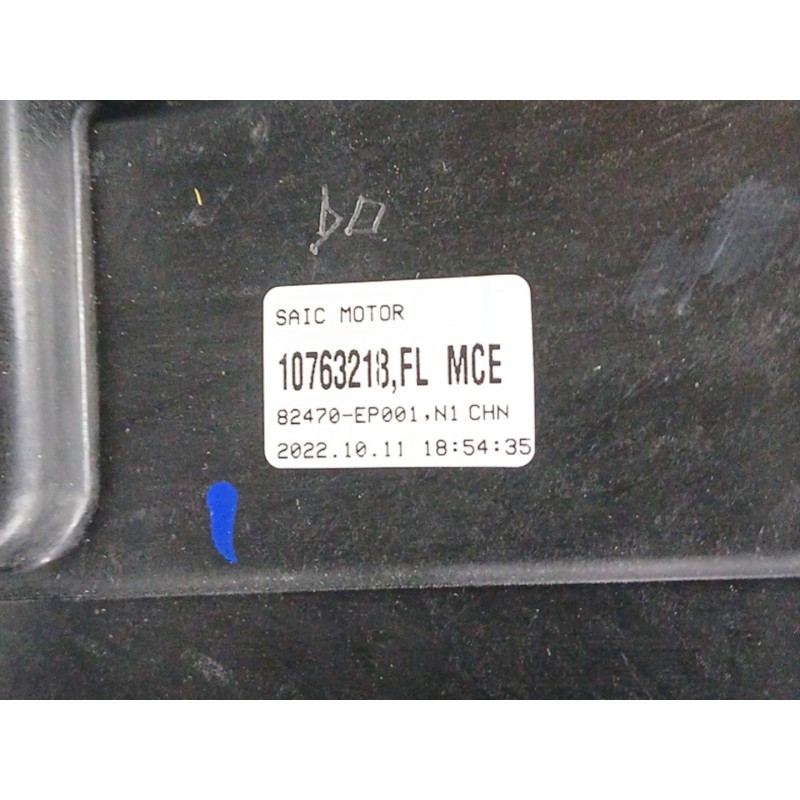 SAIC MOTOR
10763218,FL MCE
82470-EP001,N1 CHN
2022.10.11 18:54:35